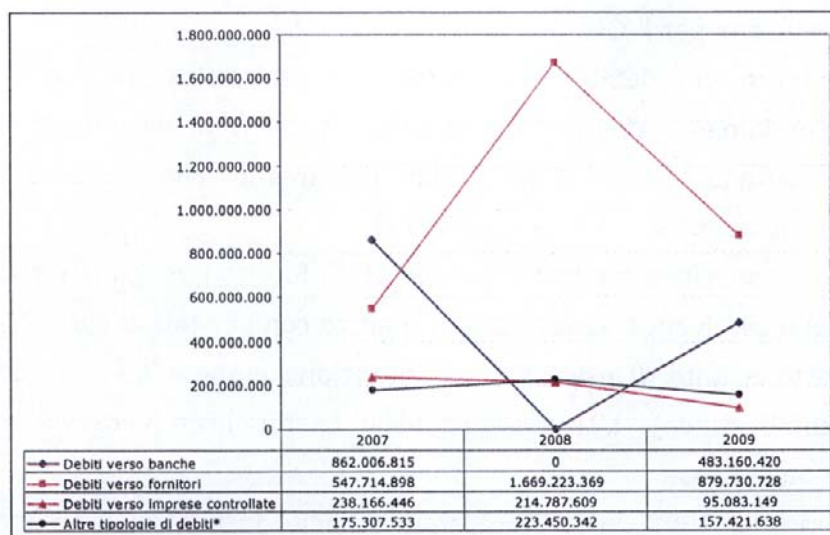 1.800.000.000
1.600.000.000
1.400.000.000
1.200.000.000
1.000.000.000
800.000.000
600.000.000
400.000.000
200.000.000
0
2007 2008 2009
Debiti verso banche 862.006.815 0 483.160.420
Debiti verso fornitori 547.714.898 1.669.223.369 879.730.728
Debiti verso imprese controllate 238.166.446 214.787.609 95.083.149
Altre tipologie di debiti* 175.307.533 223.450.342 157.421.638